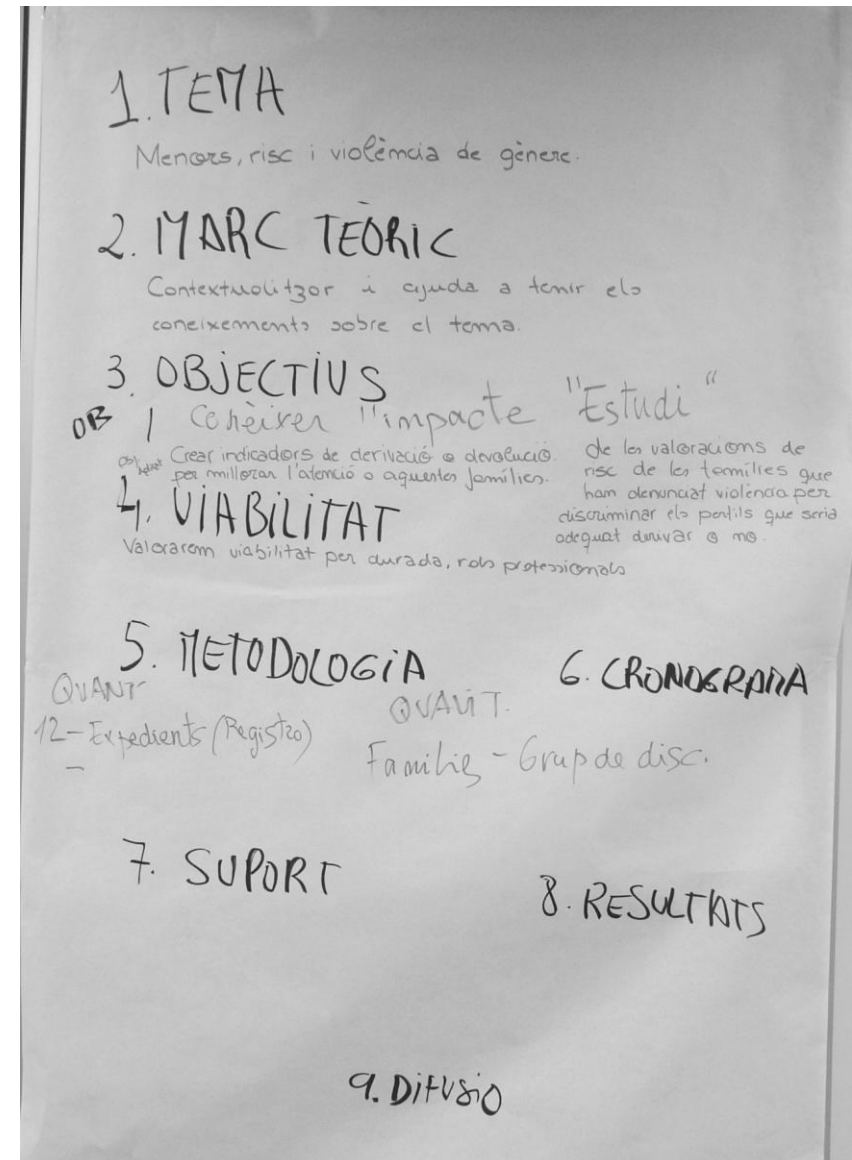 1. TEMA
Menors, risc i violència de gènere.
2. MARC TEÒRIC
Contextualitzar i ajuda a tenir els
coneixements sobre el tema.
3. OBJECTIUS
OB 1 Conèixer l'impacte "Estudi"
Crear indicadors de derivació o devolució.
per millorar l'atenció a aquestes famílies.
de les valoracions de
risc de les famílies que
han denunciat violència per
discriminar els perfils que seria
adequat derivar o no.
4. VIABILITAT
Valorarem viabilitat per durada, rols professionals
5. METODOLOGIA
6. CRONOGRAMA
QUANT
12 - Expedients (Registro)
-
QUALIT.
Families - Grup de disc.
7. SUPORT
8. RESULTATS
9. DIFUSIO